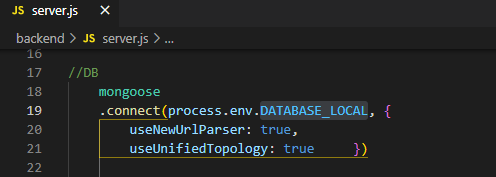 JS server.js ×
backend > JS server.js > ...
16
17 //DB
18 mongoose
19 .connect(process.env.DATABASE_LOCAL, {
20 useNewUrlParser: true,
21 useUnifiedTopology: true })
22